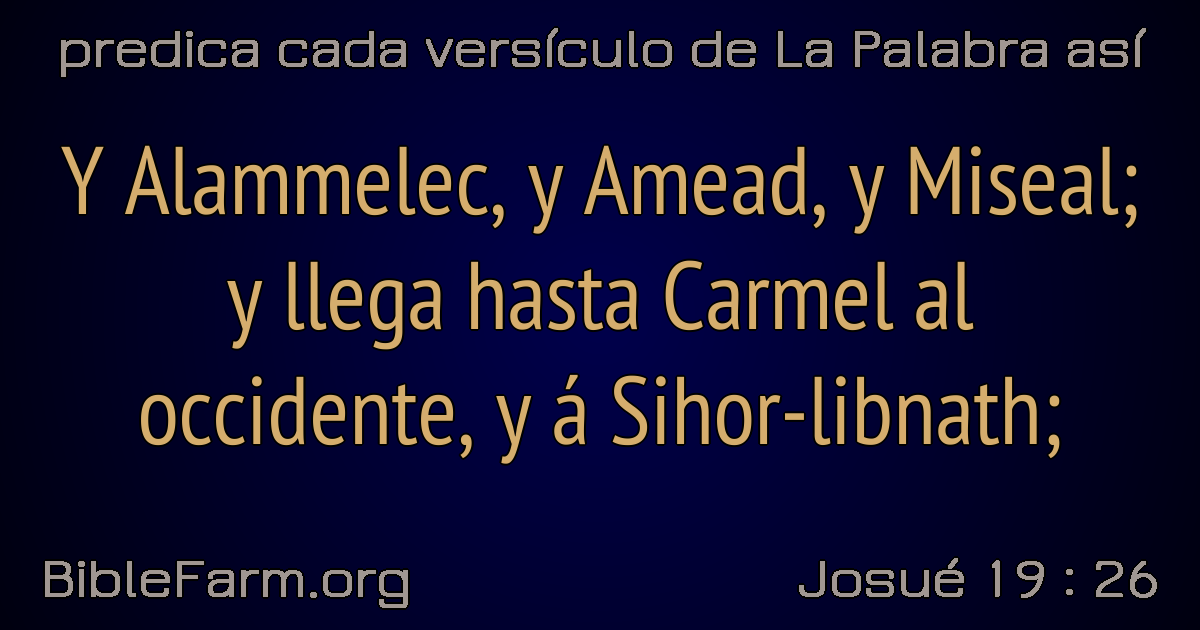 predica cada versículo de La Palabra así
Y Alammelec, y Amead, y Miseal;
y llega hasta Carmel al
occidente, y á Sihor-libnath;
BibleFarm.org
Josué 19 : 26